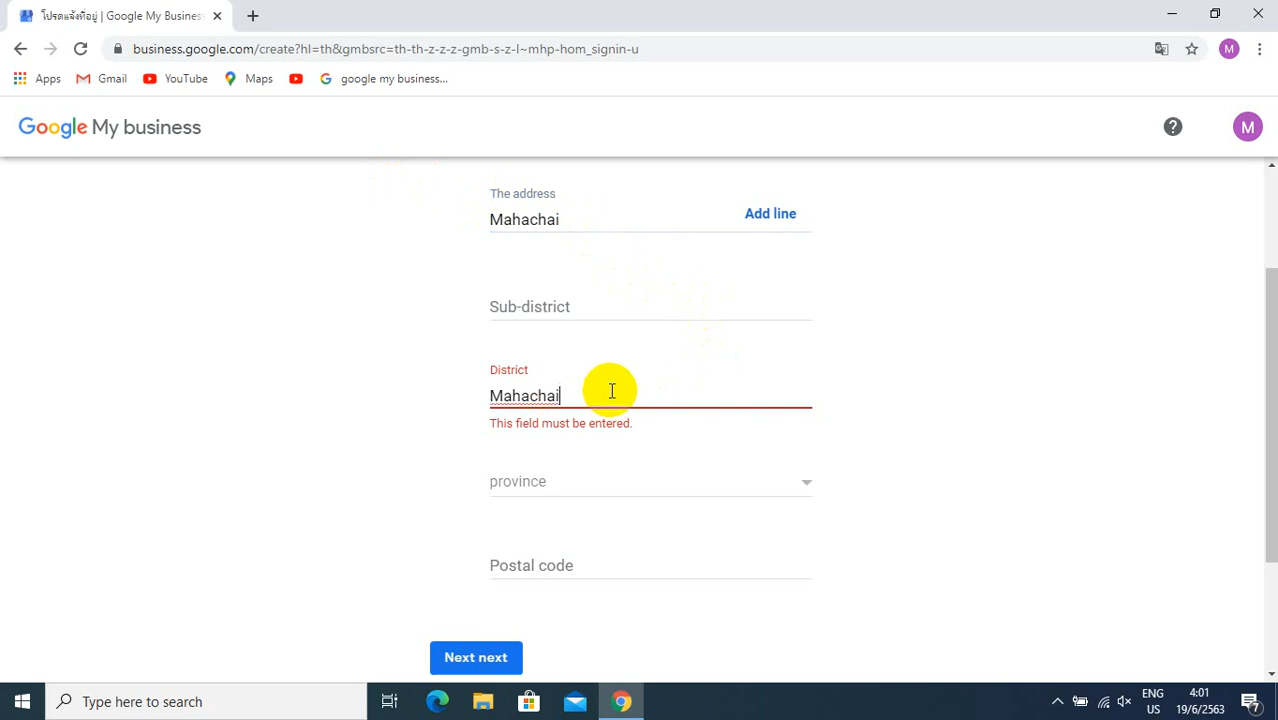 โปรดแจ้งที่อยู่ | Google My Busines
business.google.com/create?hl=th&gmbsrc=th-th-z-z-z-gmb-s-z-l~mhp-hom_signin-u
M
Apps
Gmail
YouTube
Maps
google my business...
Google My business
M
The address
Mahachai
Add line
Sub-district
District
Mahachai
This field must be entered.
province
Postal code
Next next
Type here to search
ENG
US
4:01
19/6/2563
7